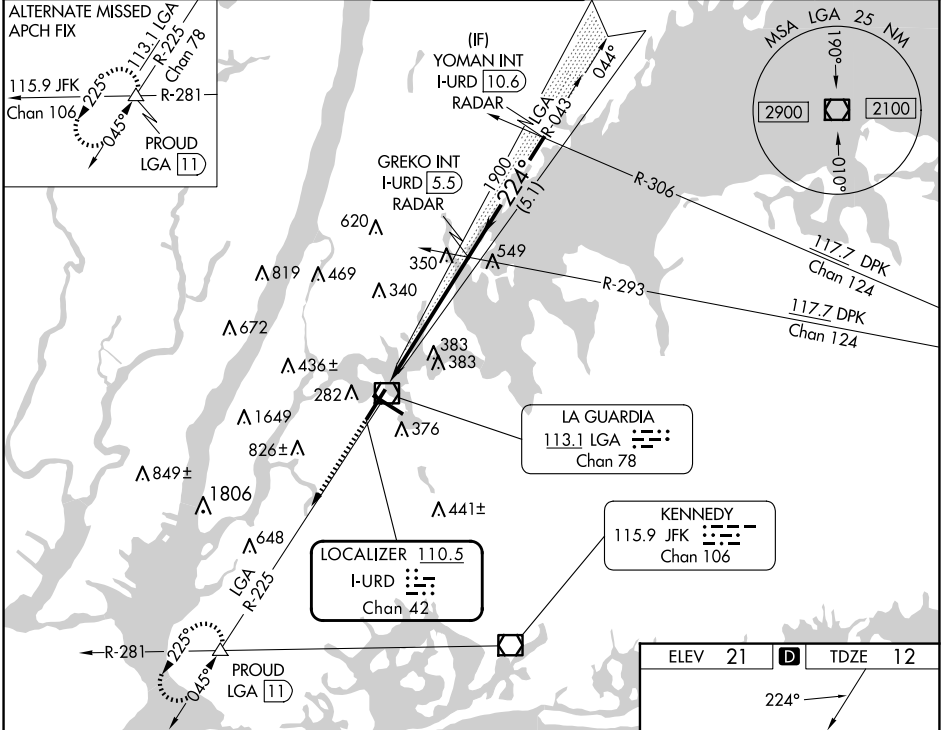 ALTERNATE MISSED
APCH FIX
113.1 LGA
R-225
Chan 78
115.9 JFK
Chan 106
R-281
225°
045°
PROUD
LGA 11
(IF)
YOMAN INT
I-URD 10.6
RADAR
LGA
R-043
044°
MSA LGA 25 NM
190°
2900
2100
010°
GREKO INT
I-URD 5.5
RADAR
1900
224°
(5.1)
R-306
117.7 DPK
Chan 124
R-293
117.7 DPK
Chan 124
620
350
549
819
469
340
672
383
383
436±
282
1649
376
826±
849±
1806
441±
648
LA GUARDIA
113.1 LGA
Chan 78
KENNEDY
115.9 JFK
Chan 106
LOCALIZER 110.5
I-URD
Chan 42
LGA
R-225
R-281
225°
045°
PROUD
LGA 11
ELEV 21 D TDZE 12
224°